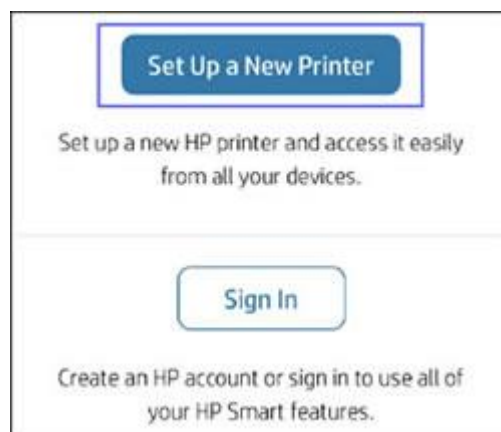 Set Up a New Printer
Set up a new HP printer and access it easily
from all your devices.
Sign In
Create an HP account or sign in to use all of
your HP Smart features.